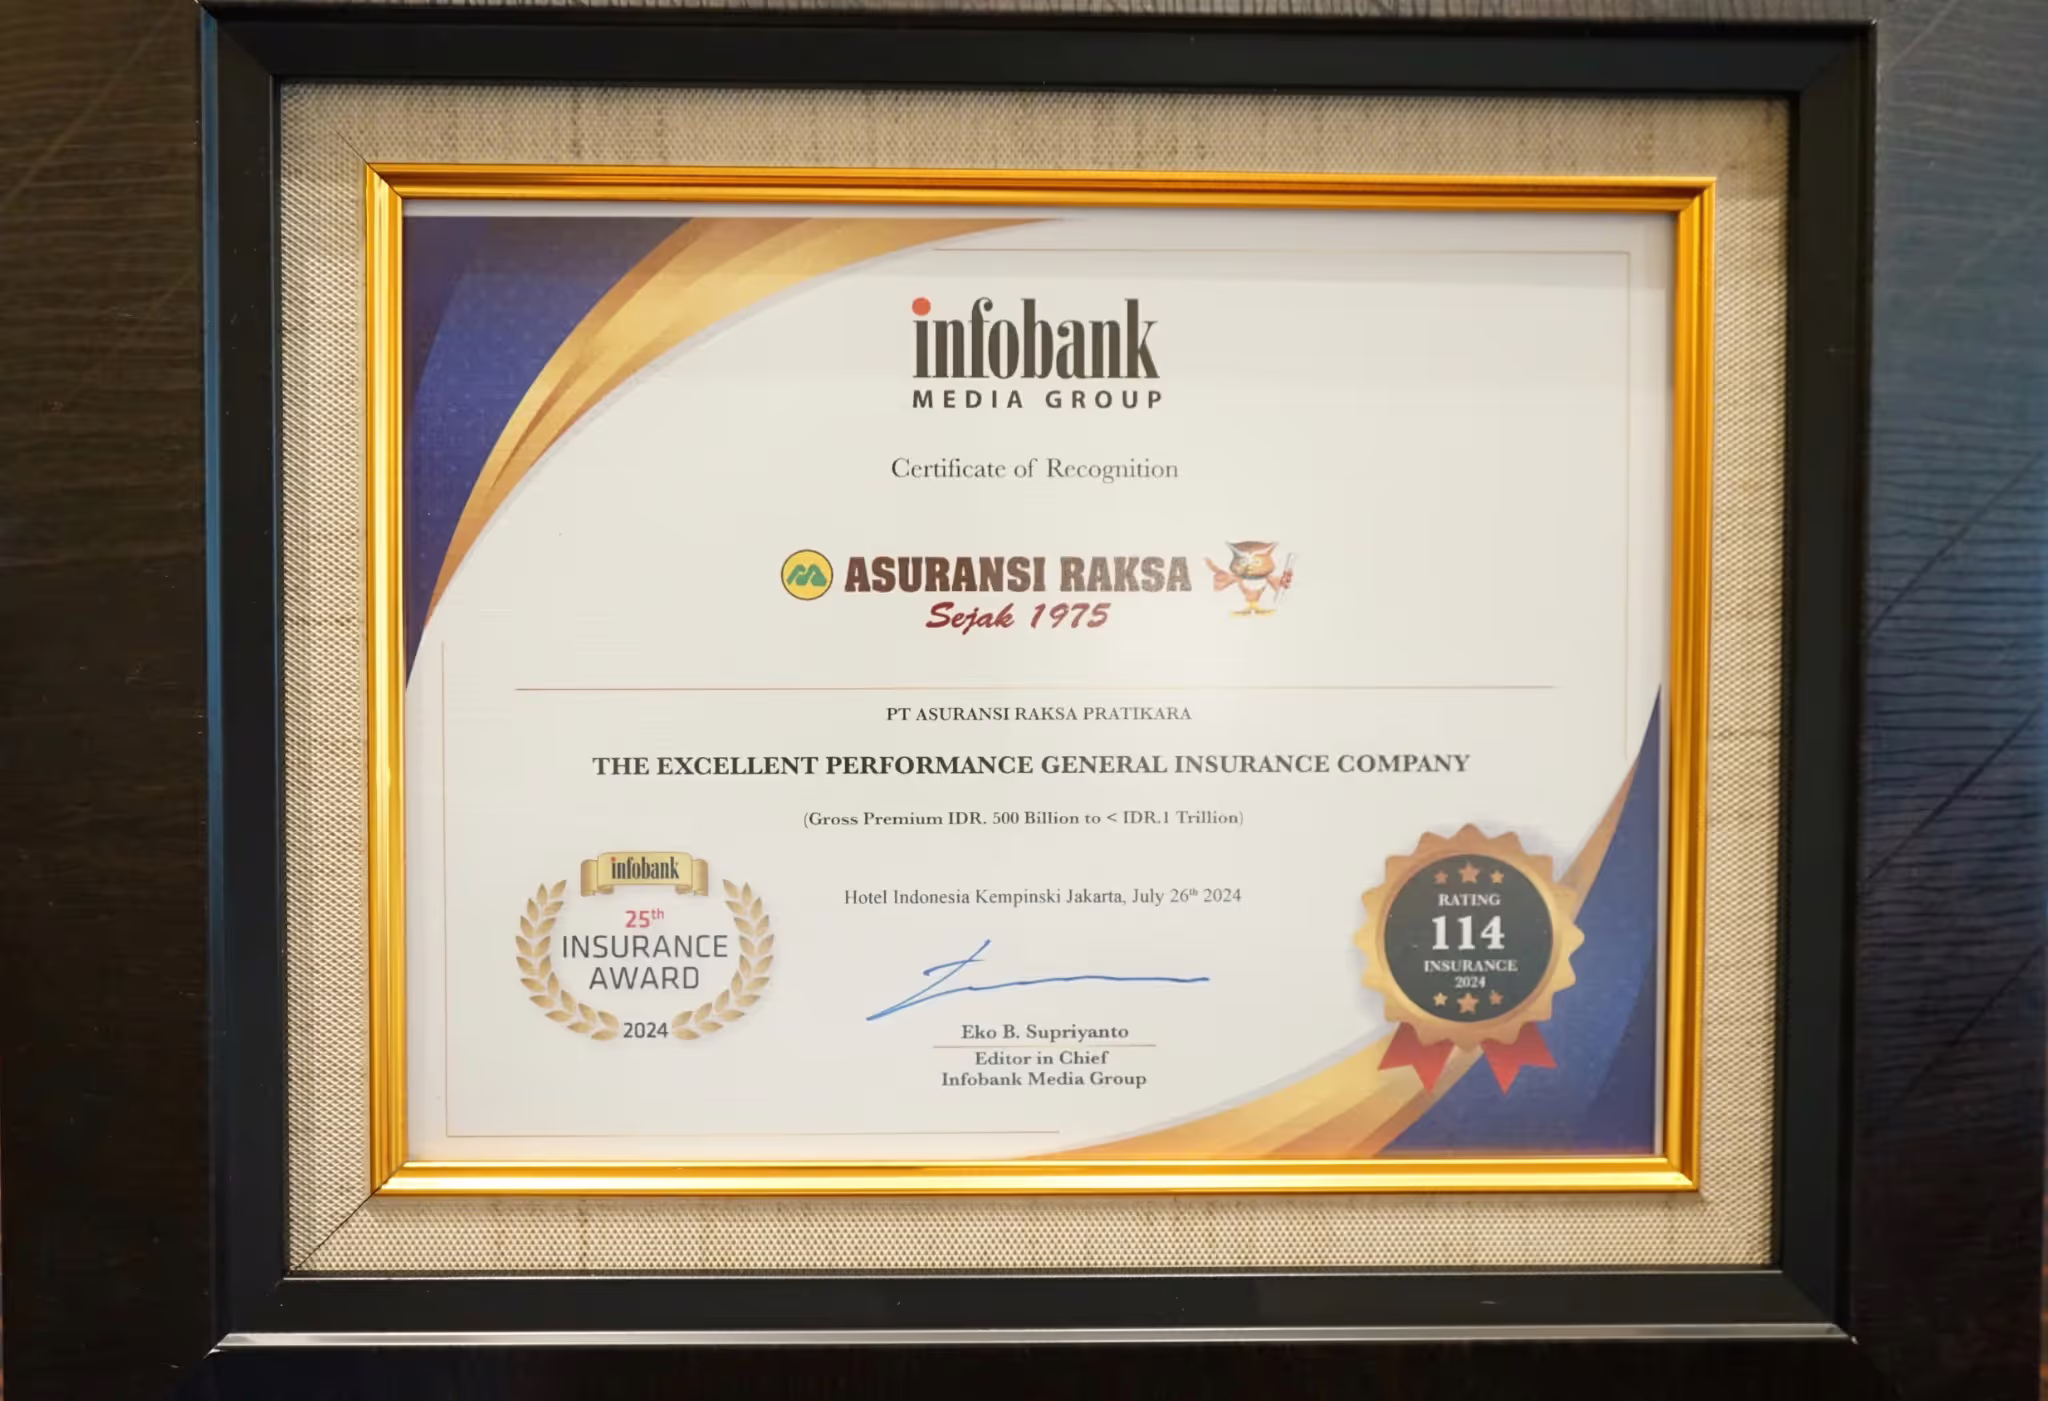 infobank
MEDIA GROUP
Certificate of Recognition
ASURANSI RAKSA
Sejak 1975
PT ASURANSI RAKSA PRATIKARA
THE EXCELLENT PERFORMANCE GENERAL INSURANCE COMPANY
(Gross Premium IDR. 500 Billion to < IDR.1 Trillion)
infobank
25th
INSURANCE
AWARD
2024
Hotel Indonesia Kempinski Jakarta, July 26th 2024
Eko B. Supriyanto
Editor in Chief
Infobank Media Group
RATING
114
INSURANCE
2024